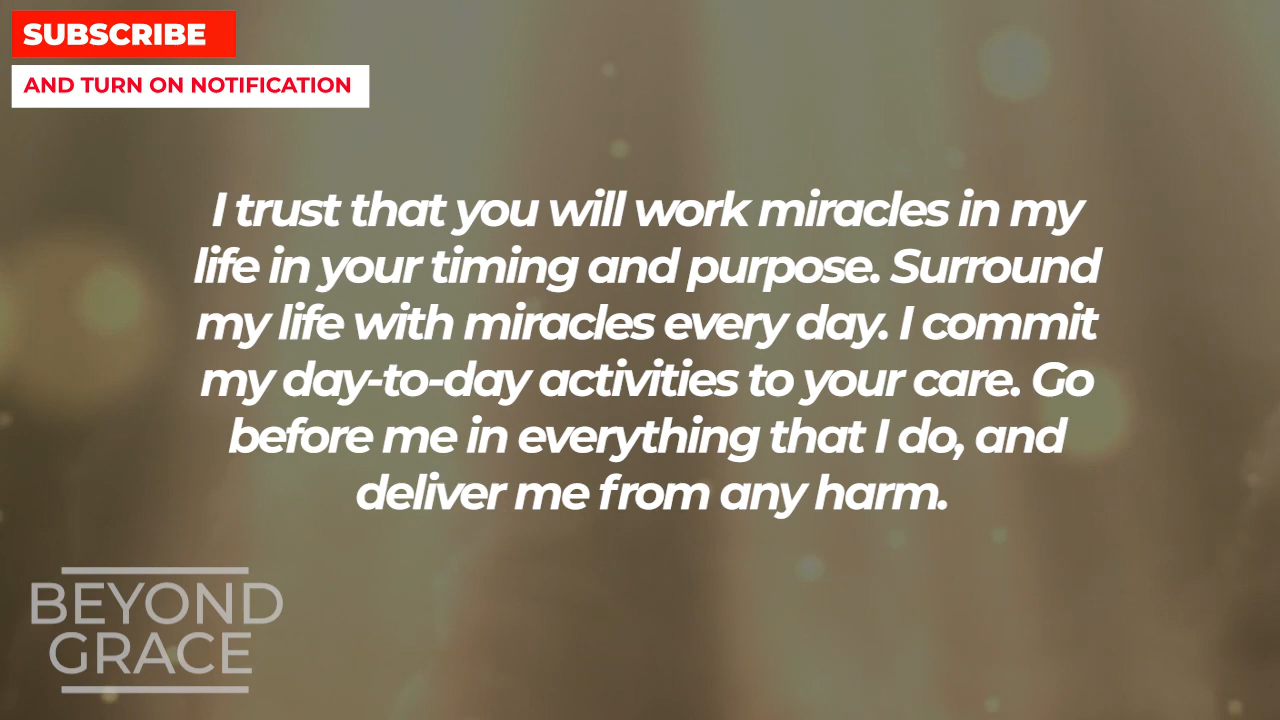 SUBSCRIBE
AND TURN ON NOTIFICATION
I trust that you will work miracles in my
life in your timing and purpose. Surround
my life with miracles every day. I commit
my day-to-day activities to your care. Go
before me in everything that I do, and
deliver me from any harm.
BEYOND
GRACE